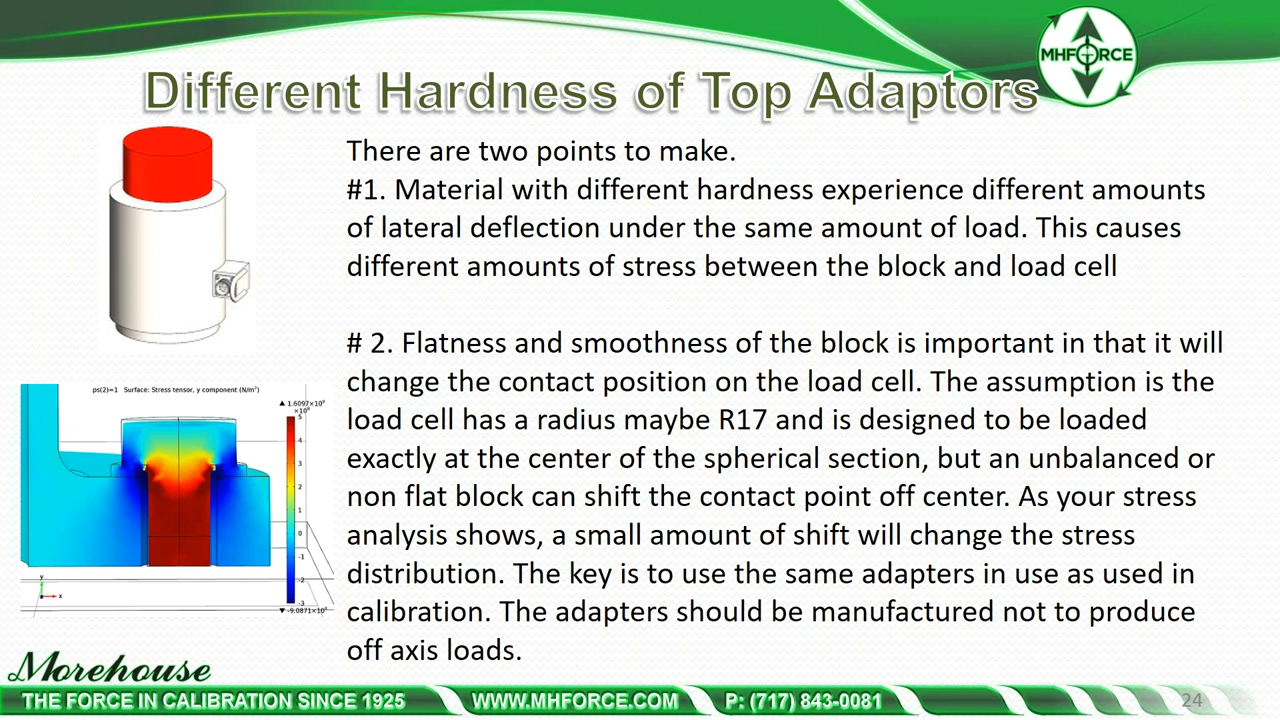 MHFORCE
Different Hardness of Top Adaptors
There are two points to make.
#1. Material with different hardness experience different amounts
of lateral deflection under the same amount of load. This causes
different amounts of stress between the block and load cell
# 2. Flatness and smoothness of the block is important in that it will
change the contact position on the load cell. The assumption is the
load cell has a radius maybe R17 and is designed to be loaded
exactly at the center of the spherical section, but an unbalanced or
non flat block can shift the contact point off center. As your stress
analysis shows, a small amount of shift will change the stress
distribution. The key is to use the same adapters in use as used in
calibration. The adapters should be manufactured not to produce
off axis loads.
ps(2)=1 Surface: Stress tensor, y component (N/m²)
▲ 1.6097×10⁹
×10⁸
5
4
3
2
1
0
-1
-2
-3
y
x
Morehouse
THE FORCE IN CALIBRATION SINCE 1925
WWW.MHFORCE.COM
P: (717) 843-0081
24